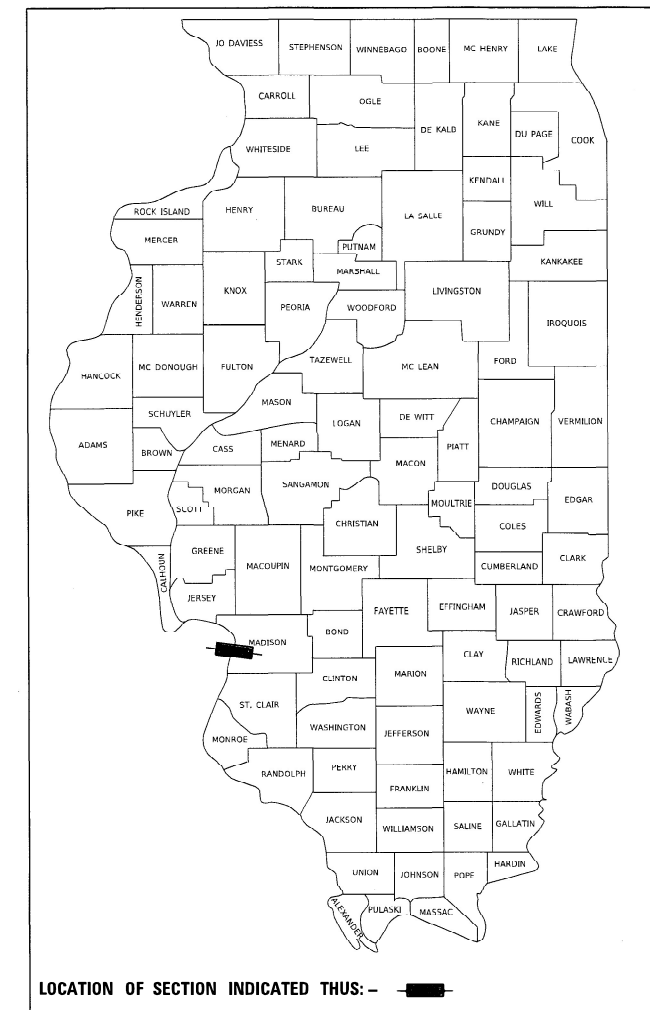 JO DAVIESS STEPHENSON WINNEBAGO BOONE MC HENRY LAKE
CARROLL OGLE
DE KALB KANE DU PAGE COOK
WHITESIDE LEE
KENDALL
ROCK ISLAND HENRY BUREAU LA SALLE WILL
MERCER PUTNAM GRUNDY
STARK MARSHALL KANKAKEE
HENDERSON WARREN KNOX LIVINGSTON
PEORIA WOODFORD IROQUOIS
HANCOCK MC DONOUGH FULTON TAZEWELL MC LEAN FORD
MASON
SCHUYLER DE WITT CHAMPAIGN VERMILION
LOGAN
ADAMS BROWN CASS MENARD PIATT
MACON
MORGAN SANGAMON DOUGLAS EDGAR
PIKE SCOTT MOULTRIE
CHRISTIAN COLES
GREENE SHELBY
CALHOUN MACOUPIN MONTGOMERY CUMBERLAND CLARK
JERSEY FAYETTE EFFINGHAM JASPER CRAWFORD
BOND
MADISON CLAY RICHLAND LAWRENCE
CLINTON MARION
ST. CLAIR WAYNE EDWARDS WABASH
WASHINGTON JEFFERSON
MONROE
RANDOLPH PERRY HAMILTON WHITE
FRANKLIN
JACKSON WILLIAMSON SALINE GALLATIN
HARDIN
UNION JOHNSON POPE
ALEXANDER PULASKI MASSAC
LOCATION OF SECTION INDICATED THUS: –